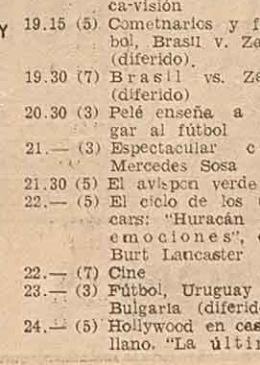 ca-visión
Y 19.15 (5) Cometnarios y f
bol, Brasil v. Za
(diferido).
19.30 (7) Brasil vs. Za
(diferido)
20.30 (3) Pelé enseña a
gar al fútbol
21.— (3) Espectacular c
Mercedes Sosa
21.30 (5) El avispon verde
22.— (5) El ciclo de los
cars: "Huracán
emociones",
Burt Lancaster
22.— (7) Cine
23.— (3) Fútbol, Uruguay
Bulgaria (diferid
24.— (5) Hollywood en cas
llano. "La últi